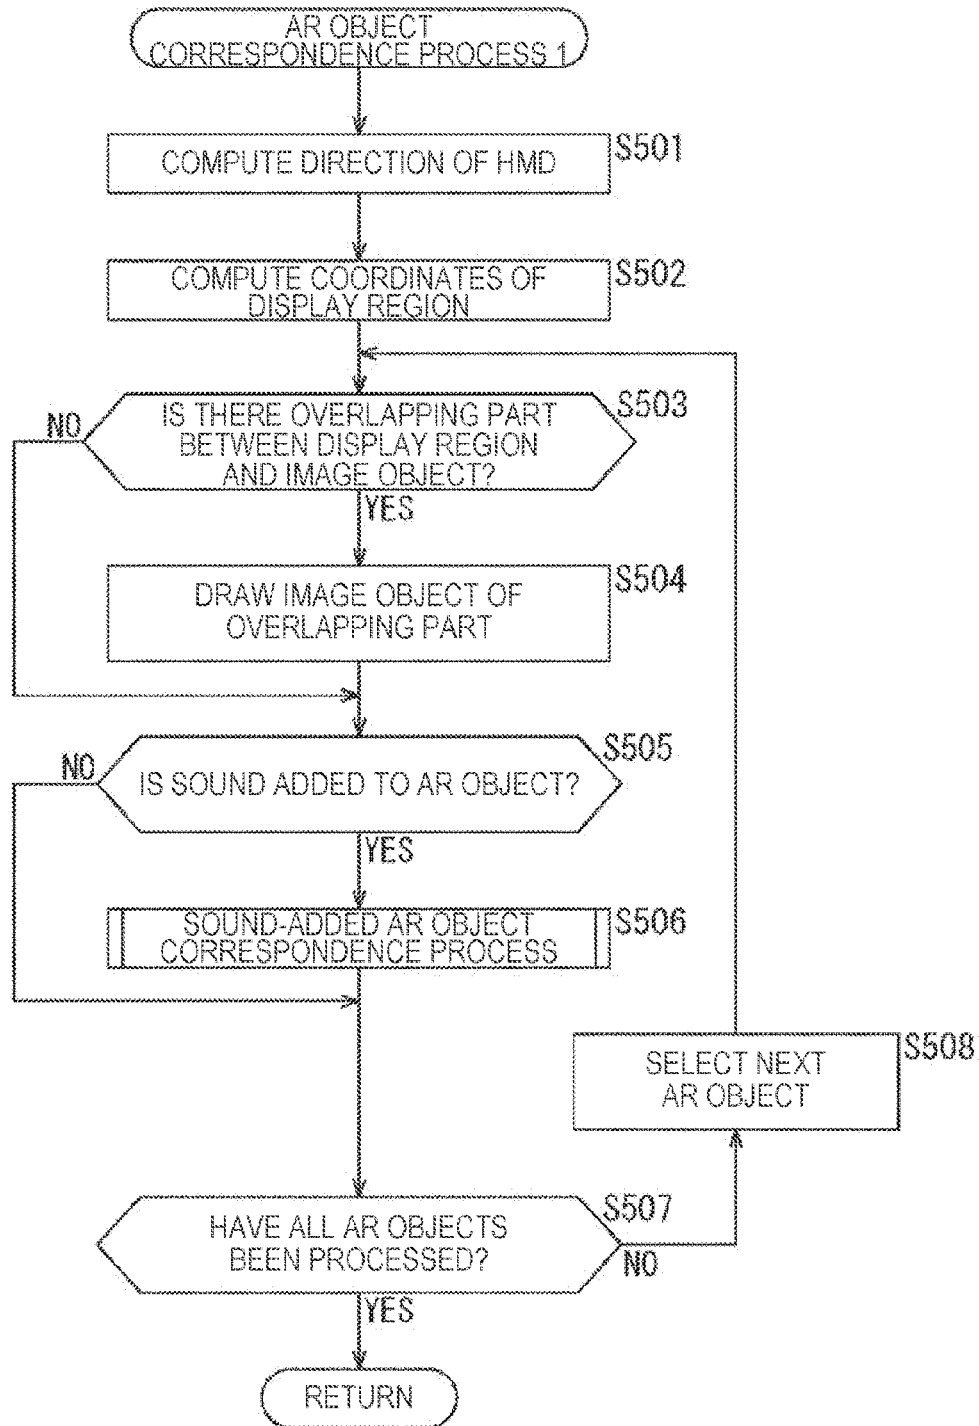 AR OBJECT
CORRESPONDENCE PROCESS 1
COMPUTE DIRECTION OF HMD
S501
COMPUTE COORDINATES OF
DISPLAY REGION
S502
IS THERE OVERLAPPING PART
BETWEEN DISPLAY REGION
AND IMAGE OBJECT?
S503
NO
YES
DRAW IMAGE OBJECT OF
OVERLAPPING PART
S504
IS SOUND ADDED TO AR OBJECT?
S505
NO
YES
SOUND-ADDED AR OBJECT
CORRESPONDENCE PROCESS
S506
SELECT NEXT
AR OBJECT
S508
HAVE ALL AR OBJECTS
BEEN PROCESSED?
S507
NO
YES
RETURN